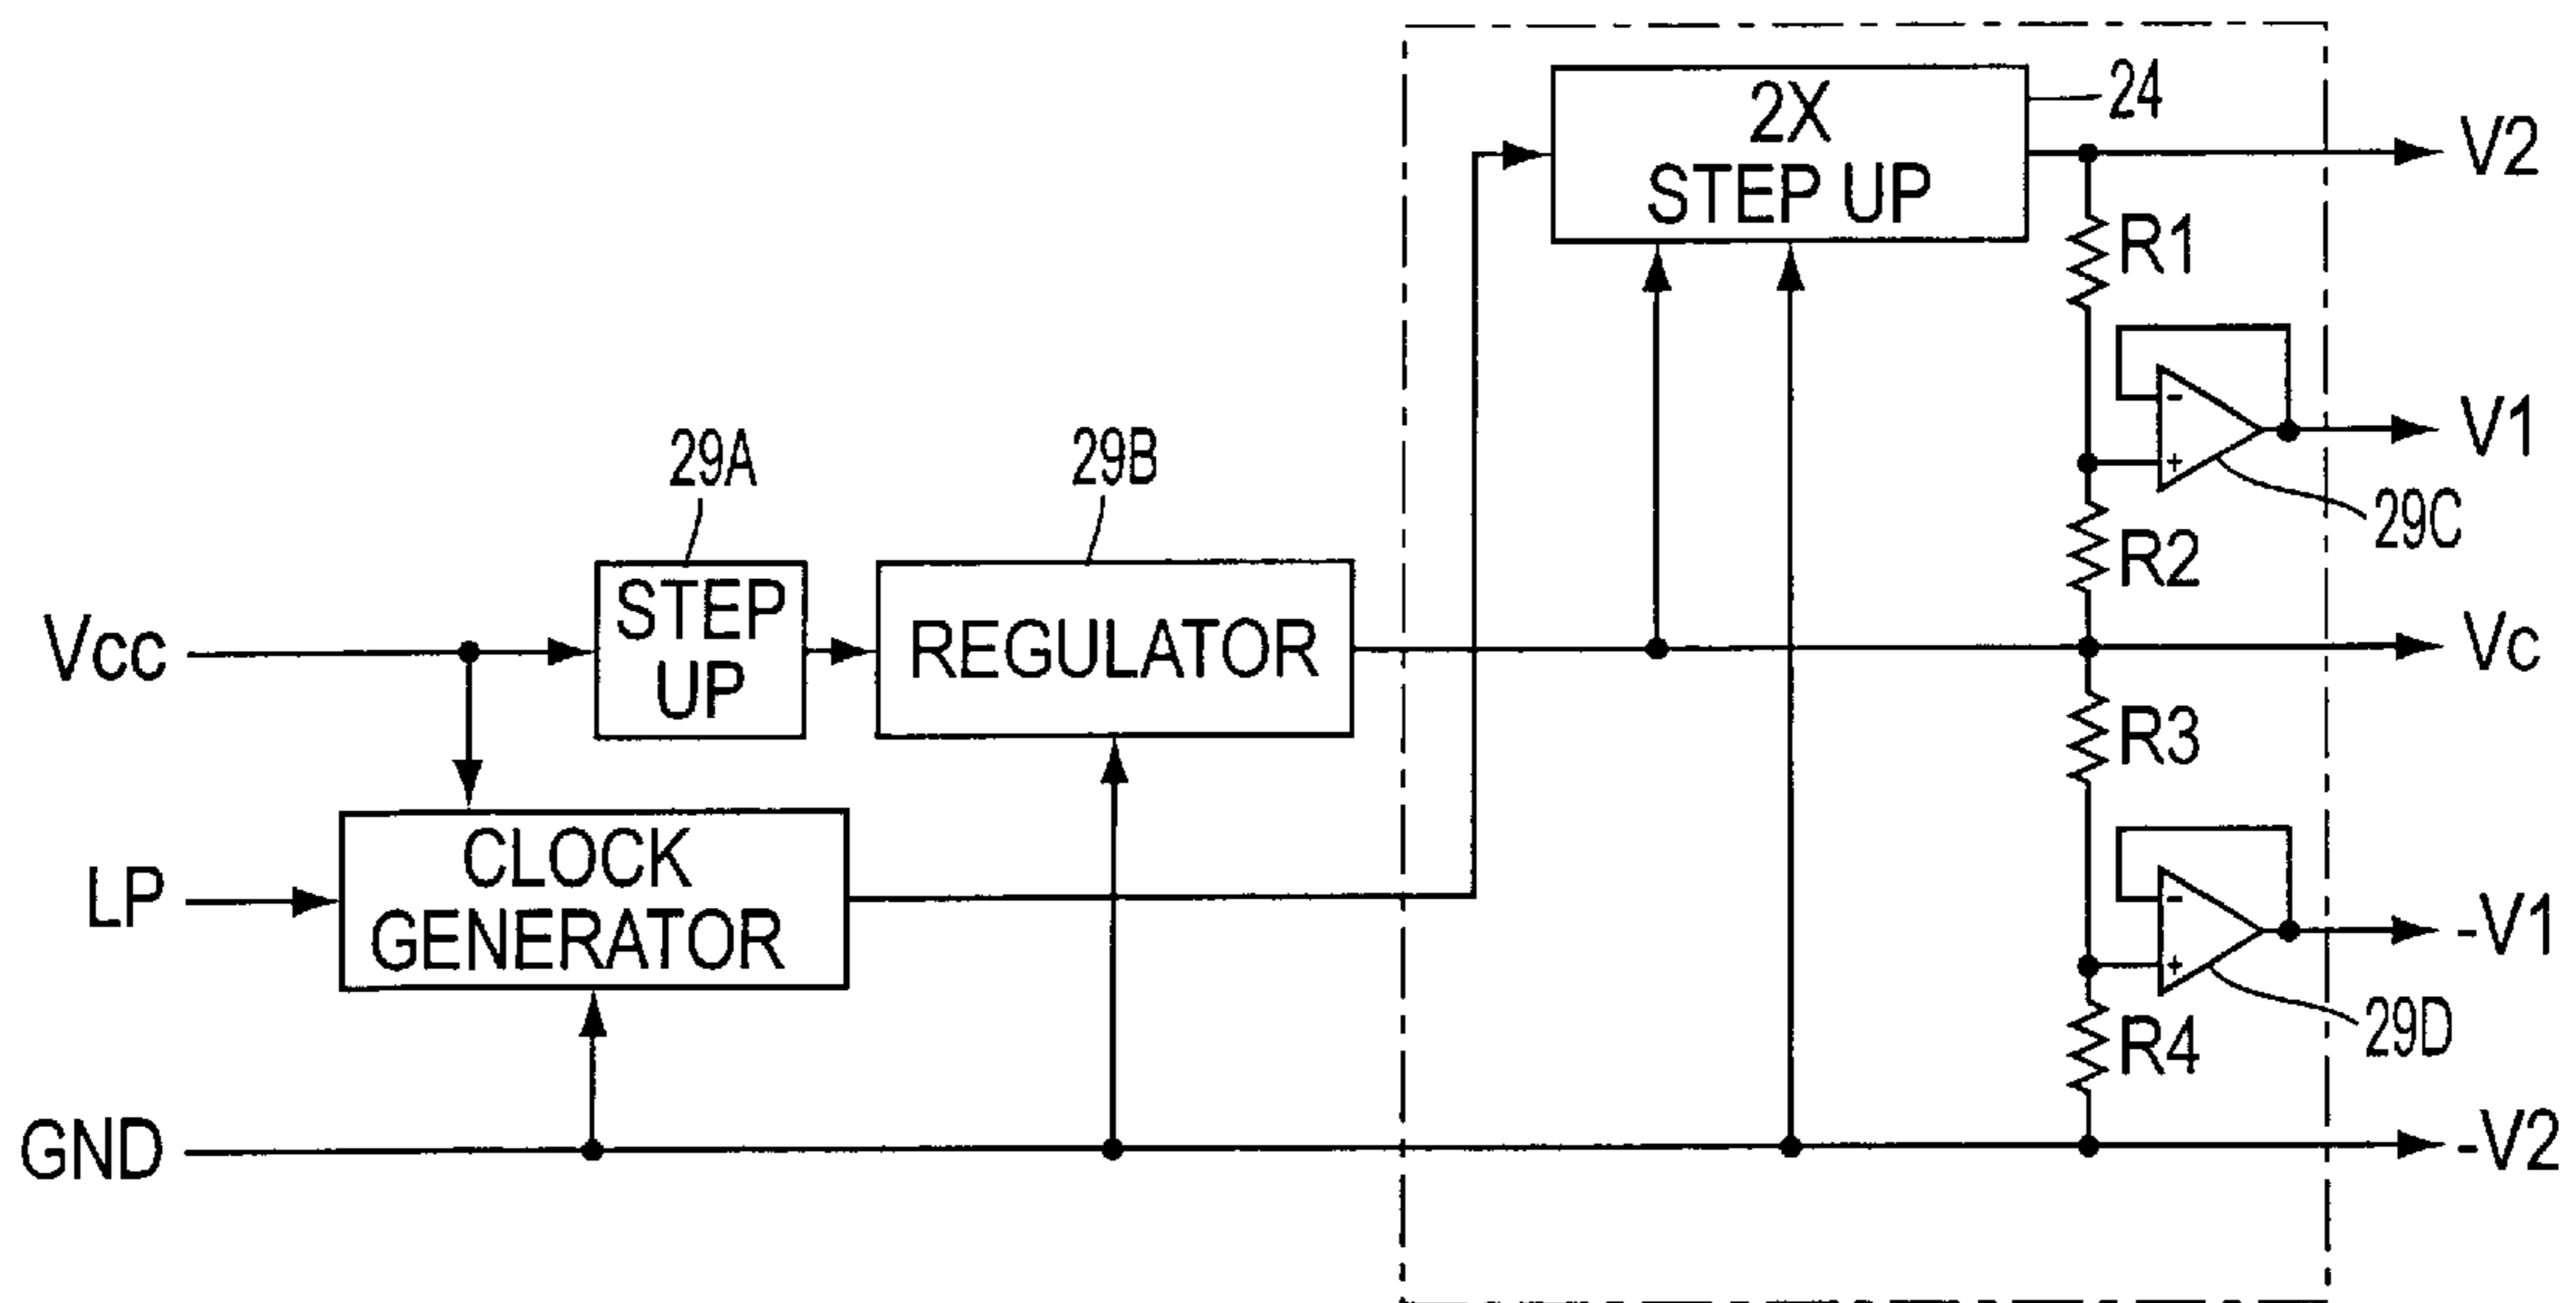 2X
STEP UP
24
V2
R1
V1
29C
R2
29A
29B
Vcc
STEP
UP
REGULATOR
Vc
R3
LP
CLOCK
GENERATOR
-V1
29D
R4
GND
-V2
-
+
-
+